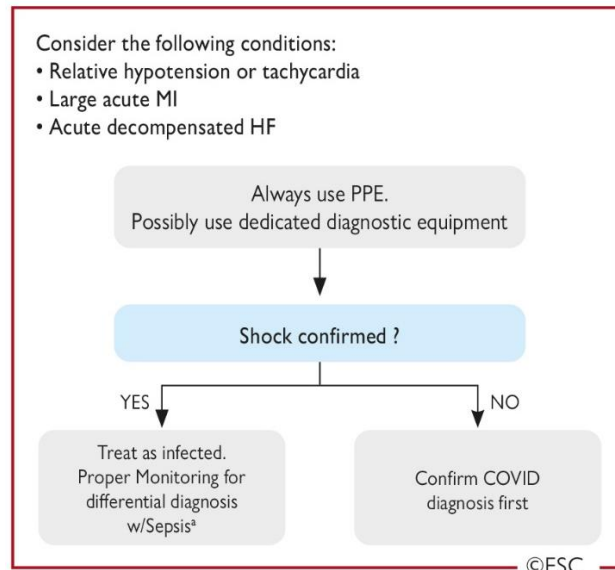 Consider the following conditions:
• Relative hypotension or tachycardia
• Large acute MI
• Acute decompensated HF
Always use PPE.
Possibly use dedicated diagnostic equipment
Shock confirmed ?
YES
NO
Treat as infected.
Proper Monitoring for
differential diagnosis
w/Sepsisᵃ
Confirm COVID
diagnosis first
©ESC